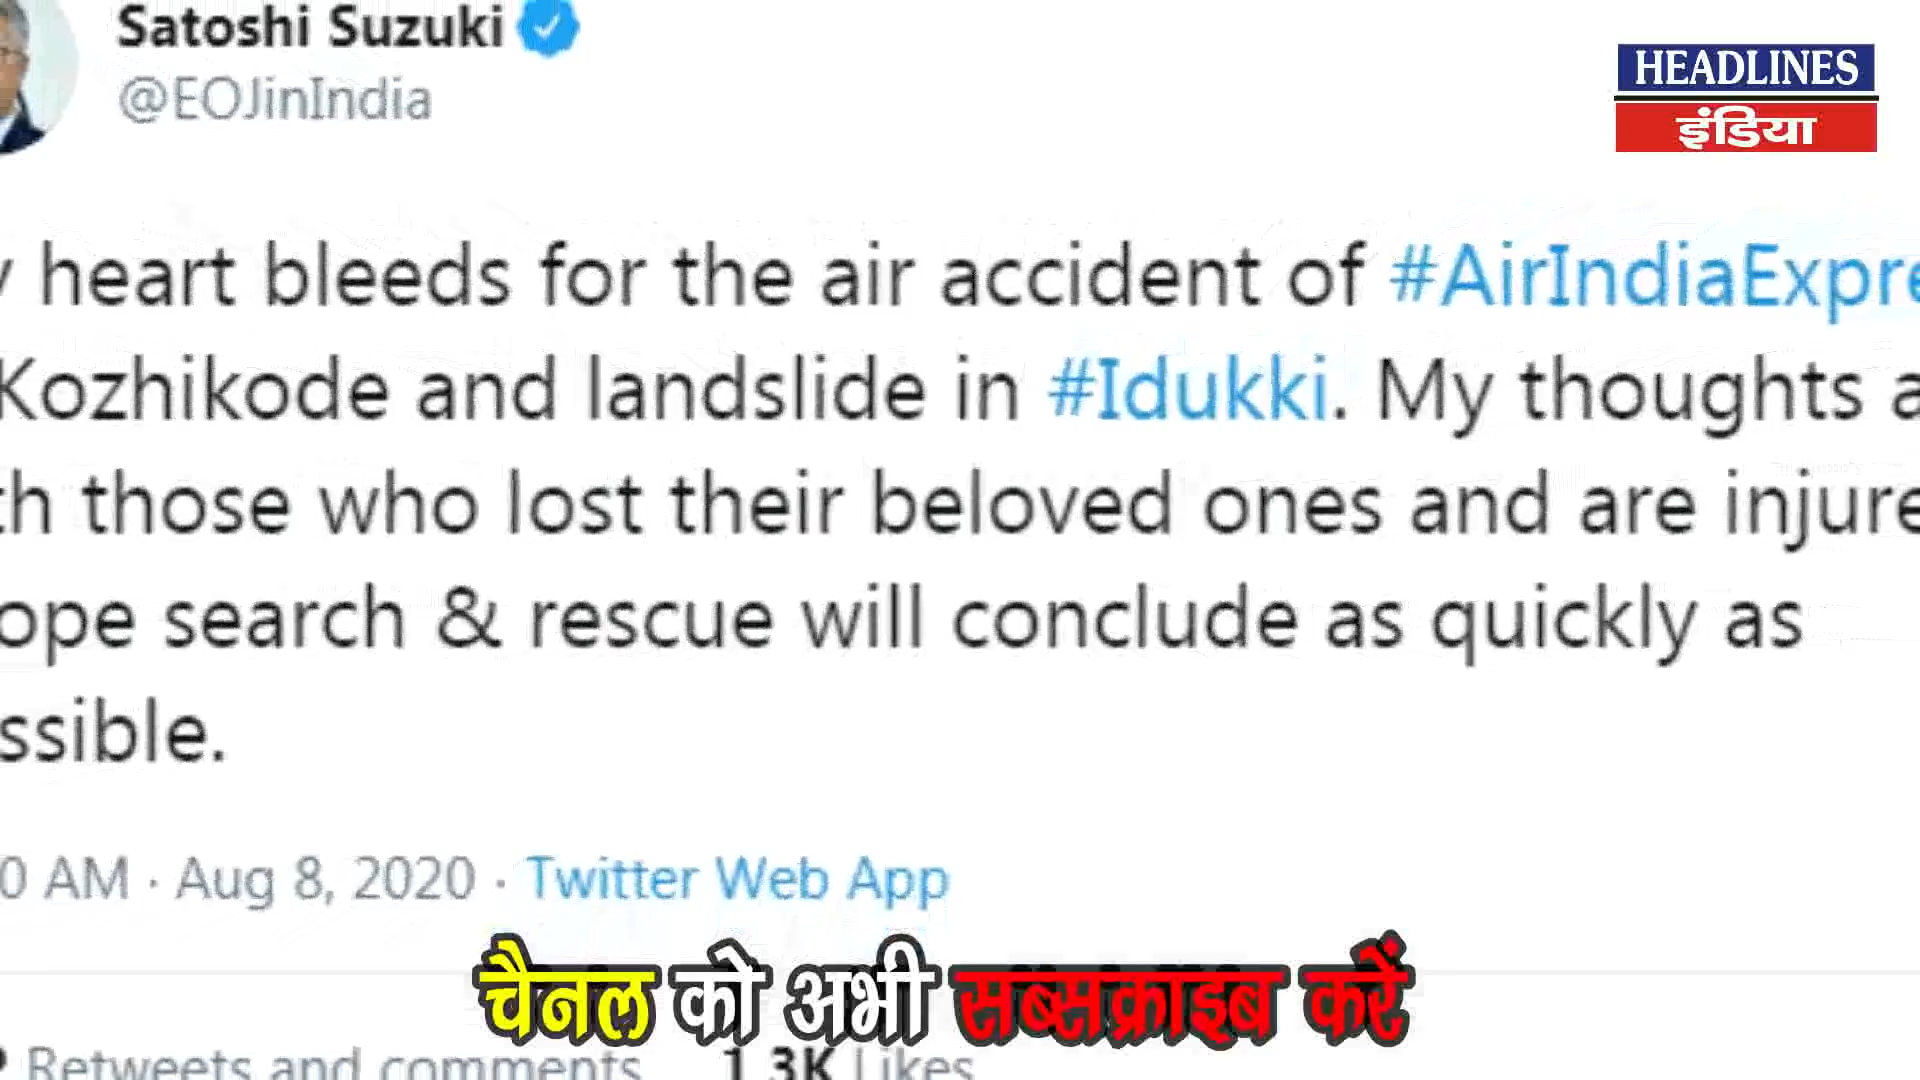 Satoshi Suzuki
@EOJinIndia
HEADLINES
इंडिया
heart bleeds for the air accident of #AirIndiaExpre
Kozhikode and landslide in #Idukki. My thoughts a
th those who lost their beloved ones and are injure
ope search & rescue will conclude as quickly as
ssible.
0 AM · Aug 8, 2020 · Twitter Web App
चैनल को अभी सब्सक्राइब करें
Retweets and comments 1.3K Likes